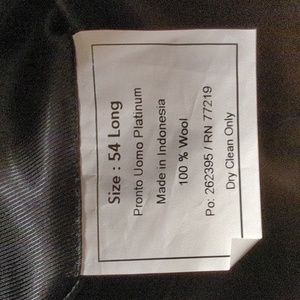 Size : 54 Long
Pronto Uomo Platinum
Made in Indonesia
100 % Wool
Po: 262395 / RN 77219
Dry Clean Only